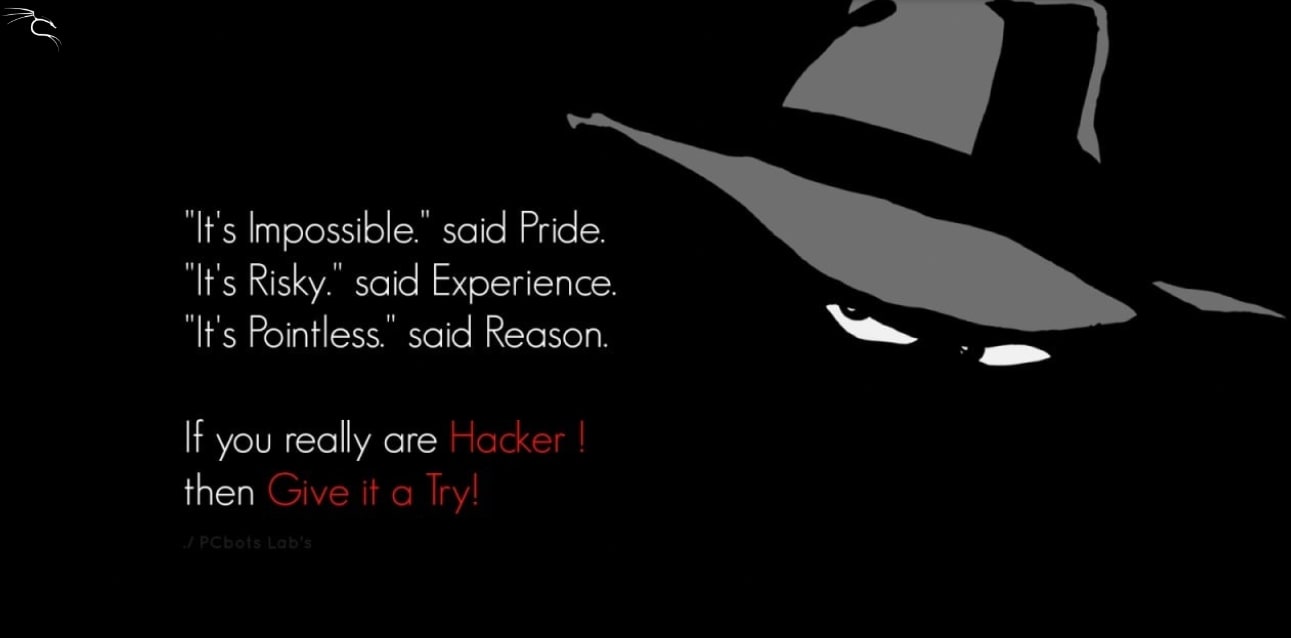 "It's Impossible." said Pride.
"It's Risky." said Experience.
"It's Pointless." said Reason.
If you really are Hacker !
then Give it a Try!
./ PCbots Lab's